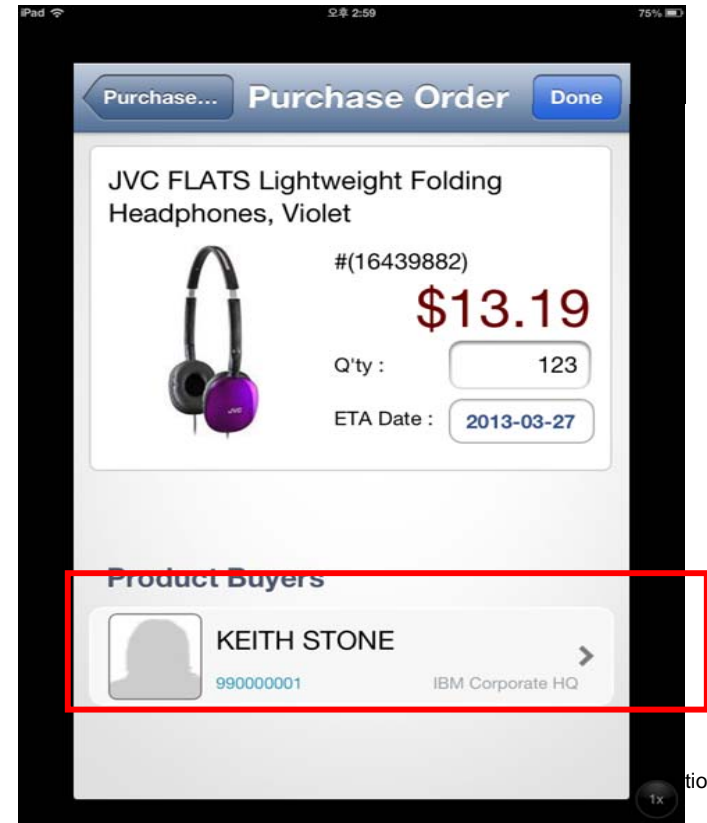 iPad 오후 2:59 75%
Purchase... Purchase Order Done
JVC FLATS Lightweight Folding
Headphones, Violet
#(16439882)
$13.19
Q'ty : 123
JVC
ETA Date : 2013-03-27
Product Buyers
KEITH STONE
990000001 IBM Corporate HQ
tio
1x